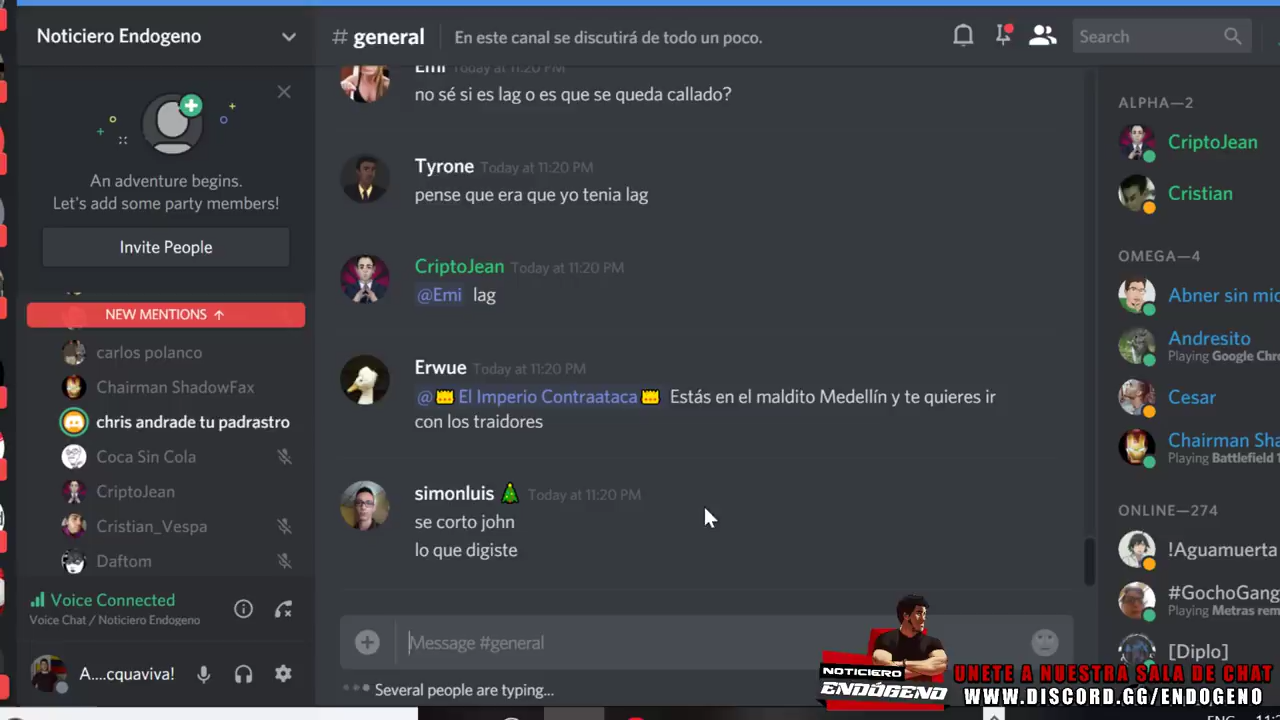 Noticiero Endogeno
# general
En este canal se discutirá de todo un poco.
Search
An adventure begins.
Let's add some party members!
Invite People
NEW MENTIONS ↑
carlos polanco
Chairman ShadowFax
chris andrade tu padrastro
Coca Sin Cola
CriptoJean
Cristian_Vespa
Daftom
Voice Connected
Voice Chat / Noticiero Endogeno
A....cquaviva!
Emi Today at 11:20 PM
no sé si es lag o es que se queda callado?
Tyrone Today at 11:20 PM
pense que era que yo tenia lag
CriptoJean Today at 11:20 PM
@Emi lag
Erwue Today at 11:20 PM
@ El Imperio Contraataca Estás en el maldito Medellín y te quieres ir
con los traidores
simonluis Today at 11:20 PM
se corto john
lo que digiste
Message #general
Several people are typing...
ALPHA—2
CriptoJean
Cristian
OMEGA—4
Abner sin mic
Andresito
Playing Google Chro
Cesar
Chairman Sha
Playing Battlefield 1
ONLINE—274
!Aguamuerta
#GochoGang
Playing Metras rem
[Diplo]
NOTICIERO
ENDÓGENO
UNETE A NUESTRA SALA DE CHAT
WWW.DISCORD.GG/ENDOGENO
ENG